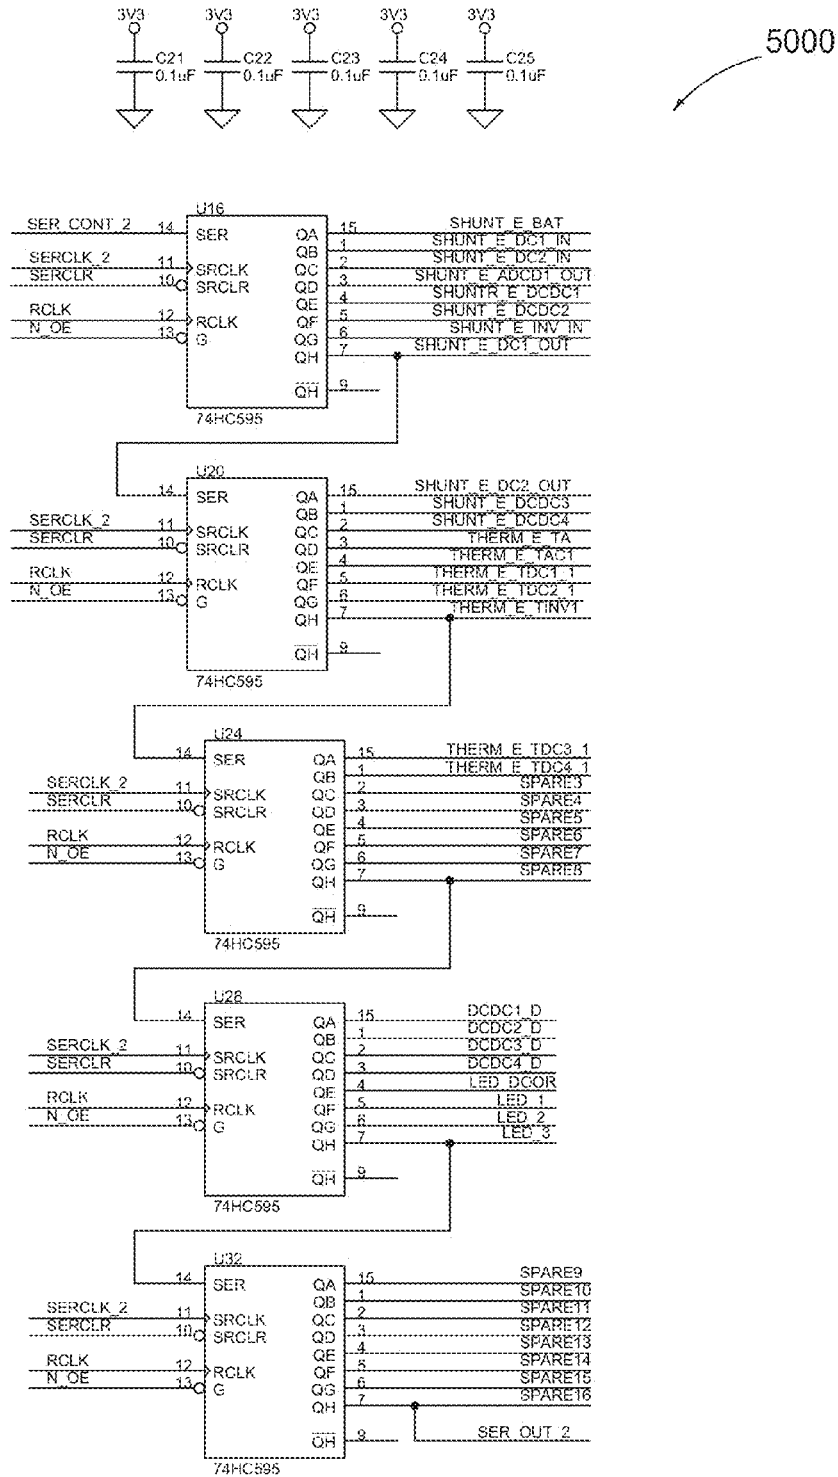 3V3 3V3 3V3 3V3 3V3
5000
C21 C22 C23 C24 C25
0.1uF 0.1uF 0.1uF 0.1uF 0.1uF
U16
SER_CONT_2 14 SER QA 15 SHUNT_E_BAT
QB 1 SHUNT_E_DC1_IN
SERCLK_2 11 SRCLK QC 2 SHUNT_E_DC2_IN
SERCLR 10 SRCLR QD 3 SHUNT_E_ADCD1_OUT
QE 4 SHUNTR_E_DCDC1
RCLK 12 RCLK QF 5 SHUNT_E_DCDC2
N_OE 13 G QG 6 SHUNT_E_INV_IN
QH 7 SHUNT_E_DC1_OUT
QH 9
74HC595
U20
14 SER QA 15 SHUNT_E_DC2_OUT
QB 1 SHUNT_E_DCDC3
SERCLK_2 11 SRCLK QC 2 SHUNT_E_DCDC4
SERCLR 10 SRCLR QD 3 THERM_E_TA
QE 4 THERM_E_TAC1
RCLK 12 RCLK QF 5 THERM_E_TDC1_1
N_OE 13 G QG 6 THERM_E_TDC2_1
QH 7 THERM_E_TINV1
QH 9
74HC595
U24
14 SER QA 15 THERM_E_TDC3_1
QB 1 THERM_E_TDC4_1
SERCLK_2 11 SRCLK QC 2 SPARE3
SERCLR 10 SRCLR QD 3 SPARE4
QE 4 SPARE5
RCLK 12 RCLK QF 5 SPARE6
N_OE 13 G QG 6 SPARE7
QH 7 SPARE8
QH 9
74HC595
U28
14 SER QA 15 DCDC1_D
QB 1 DCDC2_D
SERCLK_2 11 SRCLK QC 2 DCDC3_D
SERCLR 10 SRCLR QD 3 DCDC4_D
QE 4 LED_DOOR
RCLK 12 RCLK QF 5 LED_1
N_OE 13 G QG 6 LED_2
QH 7 LED_3
QH 9
74HC595
U32
14 SER QA 15 SPARE9
QB 1 SPARE10
SERCLK_2 11 SRCLK QC 2 SPARE11
SERCLR 10 SRCLR QD 3 SPARE12
QE 4 SPARE13
RCLK 12 RCLK QF 5 SPARE14
N_OE 13 G QG 6 SPARE15
QH 7 SPARE16
QH 9 SER_OUT_2
74HC595